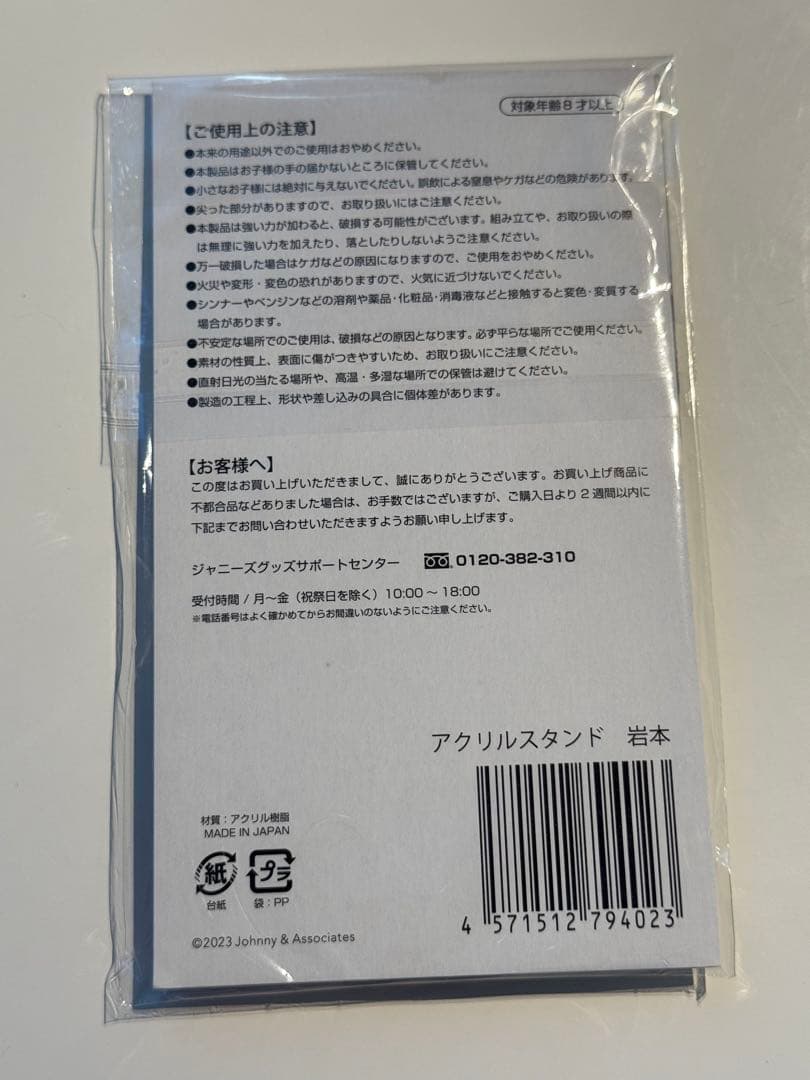 対象年齢8才以上
【ご使用上の注意】
●本来の用途以外でのご使用はおやめください。
●本製品はお子様の手の届かないところに保管してください。
●小さなお子様には絶対に与えないでください。誤飲による窒息やケガなどの危険があります。
●尖った部分がありますので、お取り扱いにはご注意ください。
●本製品は強い力が加わると、破損する可能性がございます。組み立てや、お取り扱いの際
は無理に強い力を加えたり、落としたりしないようご注意ください。
●万一破損した場合はケガなどの原因になりますので、ご使用をおやめください。
●火災や変形・変色の恐れがありますので、火気に近づけないでください。
●シンナーやベンジンなどの溶剤や薬品・化粧品・消毒液などと接触すると変色・変質する
場合があります。
●不安定な場所でのご使用は、破損などの原因となります。必ず平らな場所でご使用ください。
●素材の性質上、表面に傷がつきやすいため、お取り扱いにご注意ください。
●直射日光の当たる場所や、高温・多湿な場所での保管は避けてください。
●製造の工程上、形状や差し込みの具合に個体差があります。
【お客様へ】
この度はお買い上げいただきまして、誠にありがとうございます。お買い上げ商品に
不都合品などありました場合は、お手数ではございますが、ご購入日より2週間以内に
下記までお問い合わせいただきますようお願い申し上げます。
ジャニーズグッズサポートセンター 0120-382-310
受付時間 / 月〜金（祝祭日を除く）10:00 〜 18:00
※電話番号はよく確かめてからお間違いのないようにご注意ください。
アクリルスタンド 岩本
材質：アクリル樹脂
MADE IN JAPAN
紙 プラ
台紙 袋：PP
4 571512 794023
©2023 Johnny & Associates